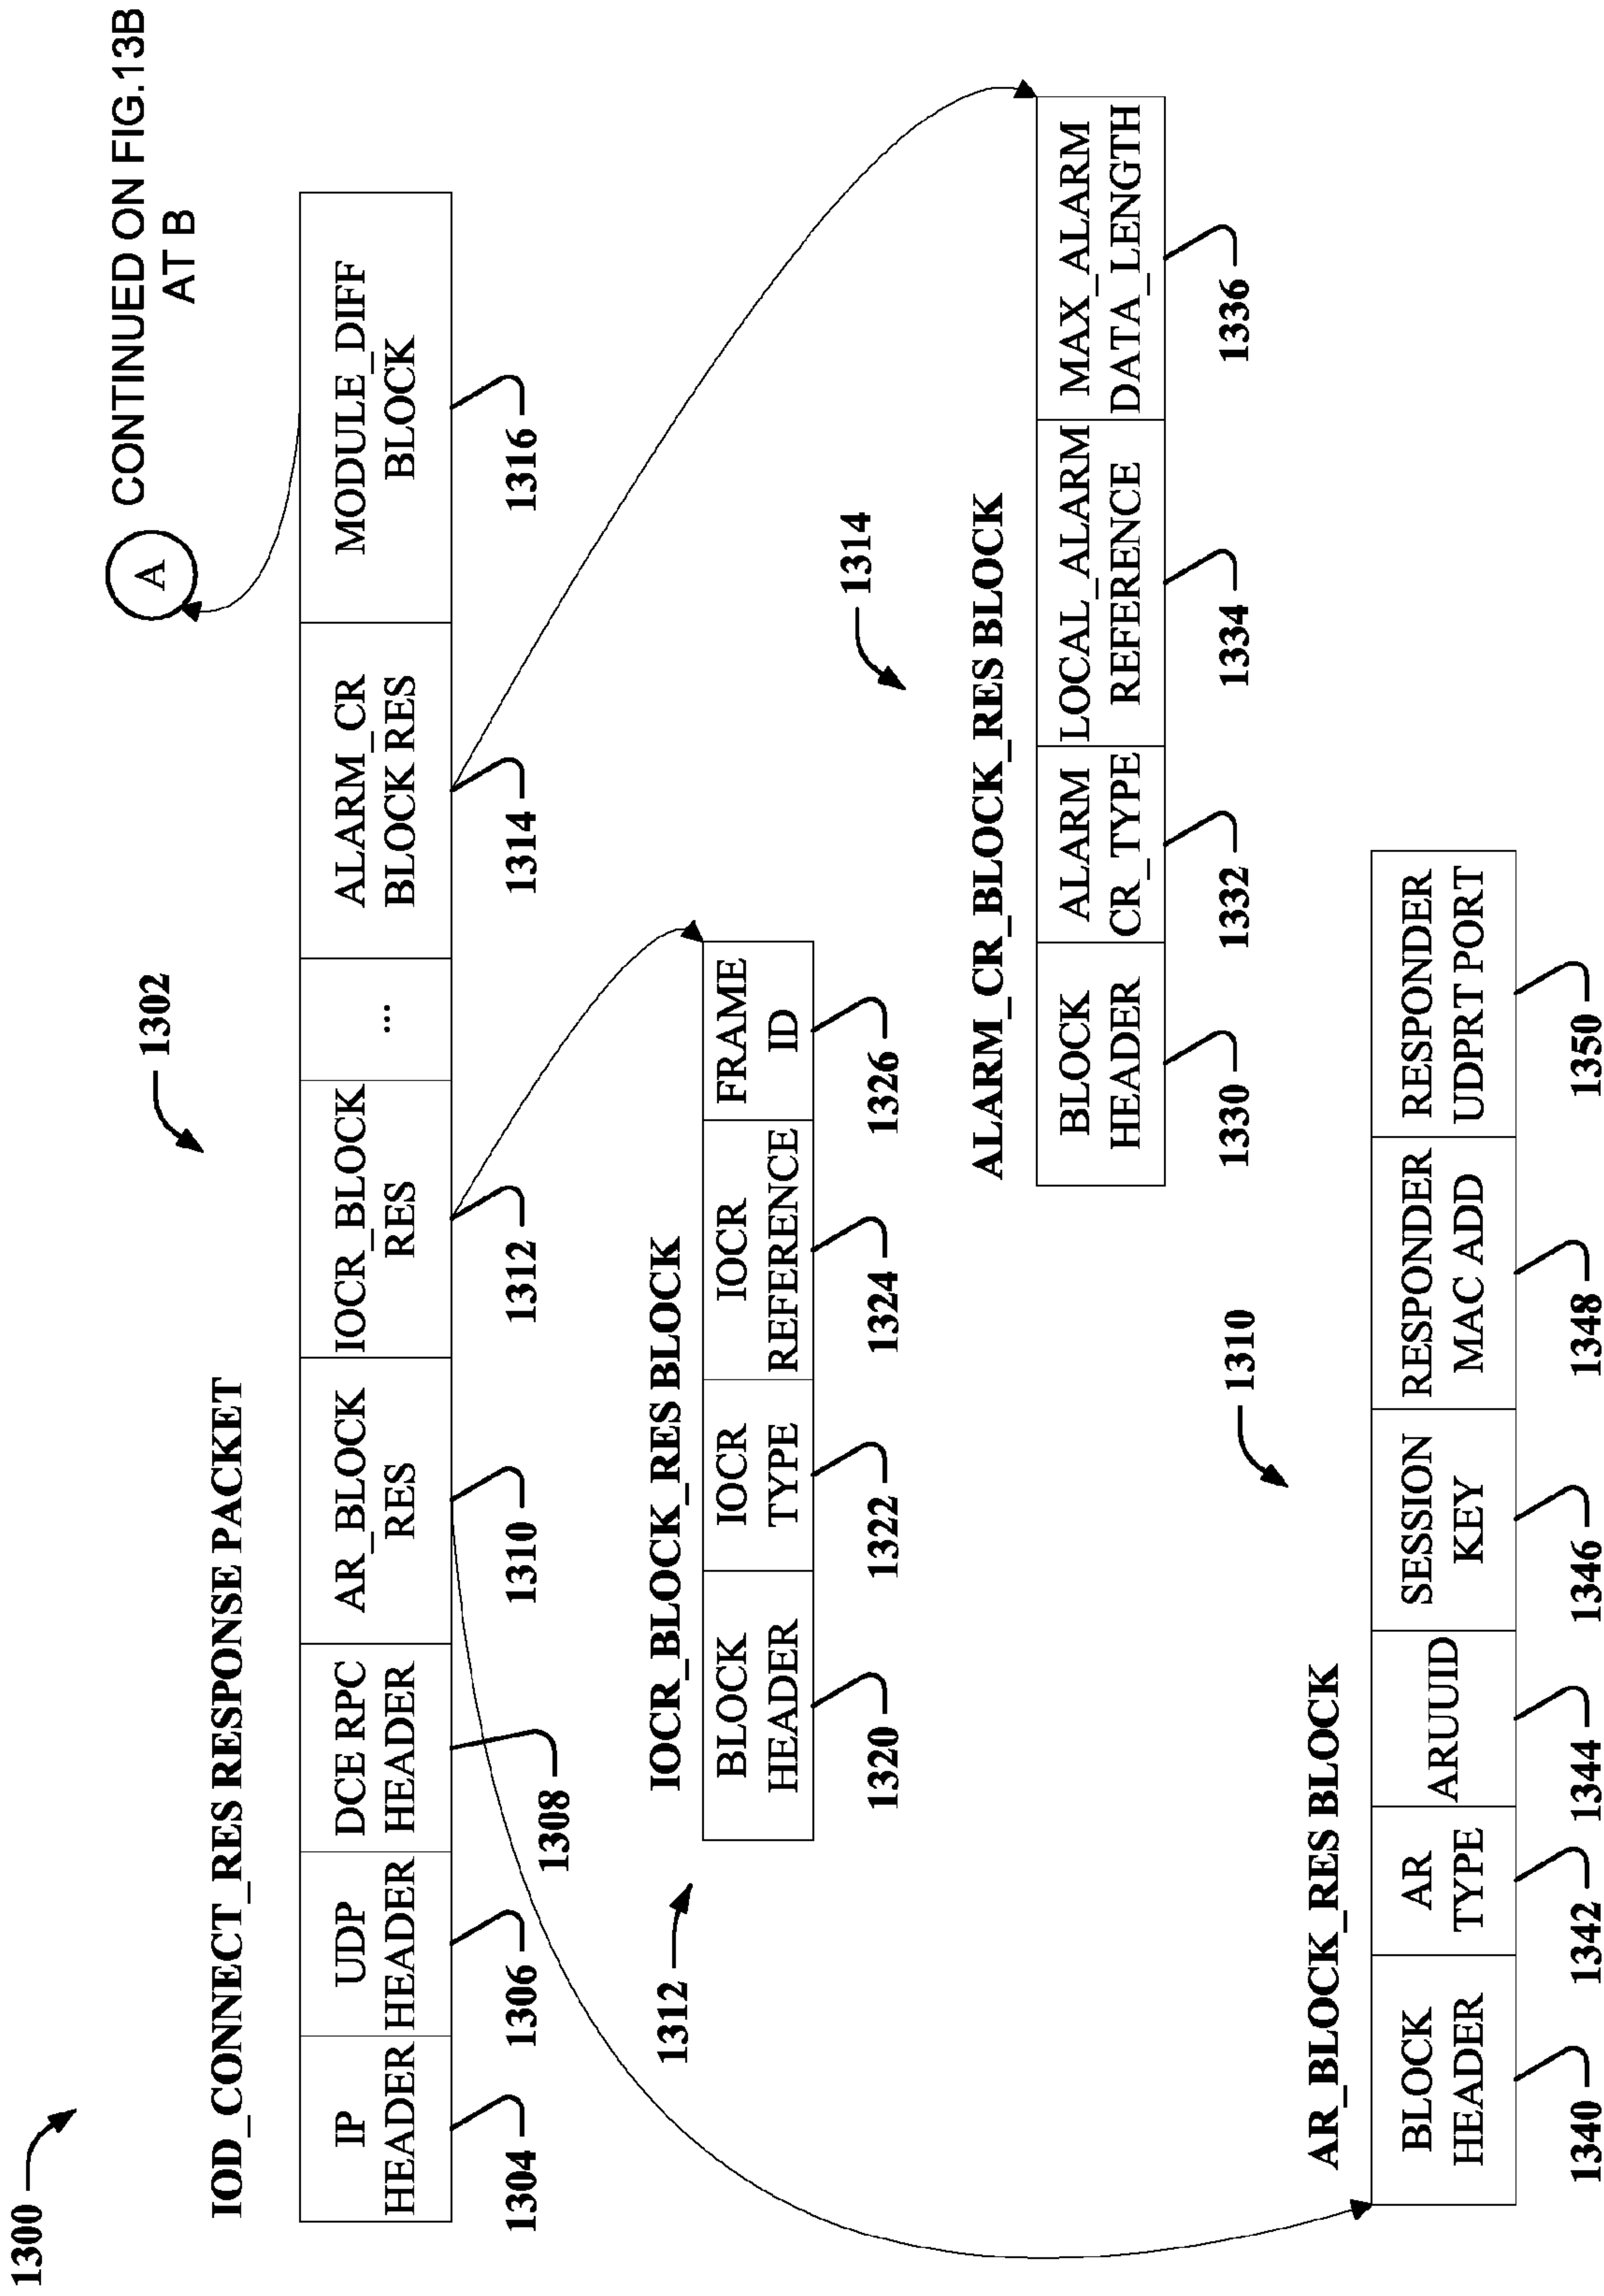 1300
CONTINUED ON FIG.13B
AT B
A
1302
IOD_CONNECT_RES RESPONSE PACKET
IP
HEADER
UDP
HEADER
DCE RPC
HEADER
AR_BLOCK
RES
IOCR_BLOCK
RES
...
ALARM_CR
BLOCK RES
MODULE_DIFF
BLOCK
1304
1306
1308
1310
1312
1314
1316
1312
IOCR_BLOCK_RES BLOCK
BLOCK
HEADER
IOCR
TYPE
IOCR
REFERENCE
FRAME
ID
1320
1322
1324
1326
1314
ALARM_CR_BLOCK_RES BLOCK
BLOCK
HEADER
ALARM
CR_TYPE
LOCAL_ALARM
REFERENCE
MAX_ALARM
DATA_LENGTH
1330
1332
1334
1336
1310
AR_BLOCK_RES BLOCK
BLOCK
HEADER
AR
TYPE
ARUUID
SESSION
KEY
RESPONDER
MAC ADD
RESPONDER
UDPRT PORT
1340
1342
1344
1346
1348
1350